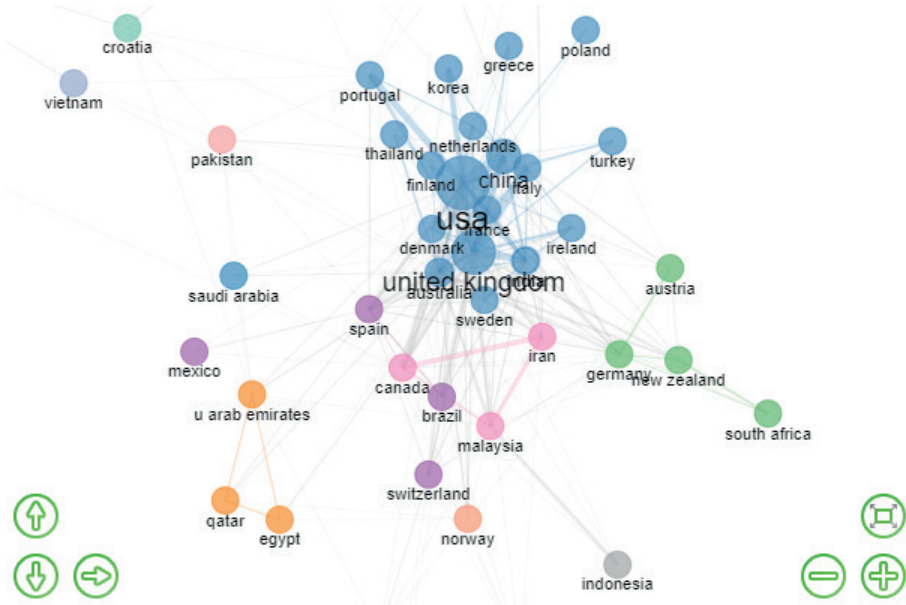 croatia
poland
greece
korea
portugal
vietnam
netherlands
thailand
pakistan
turkey
china
finland
italy
usa
france
denmark
ireland
india
united kingdom
austria
australia
saudi arabia
sweden
spain
iran
mexico
germany
new zealand
canada
u arab emirates
brazil
south africa
malaysia
switzerland
qatar
egypt
norway
indonesia